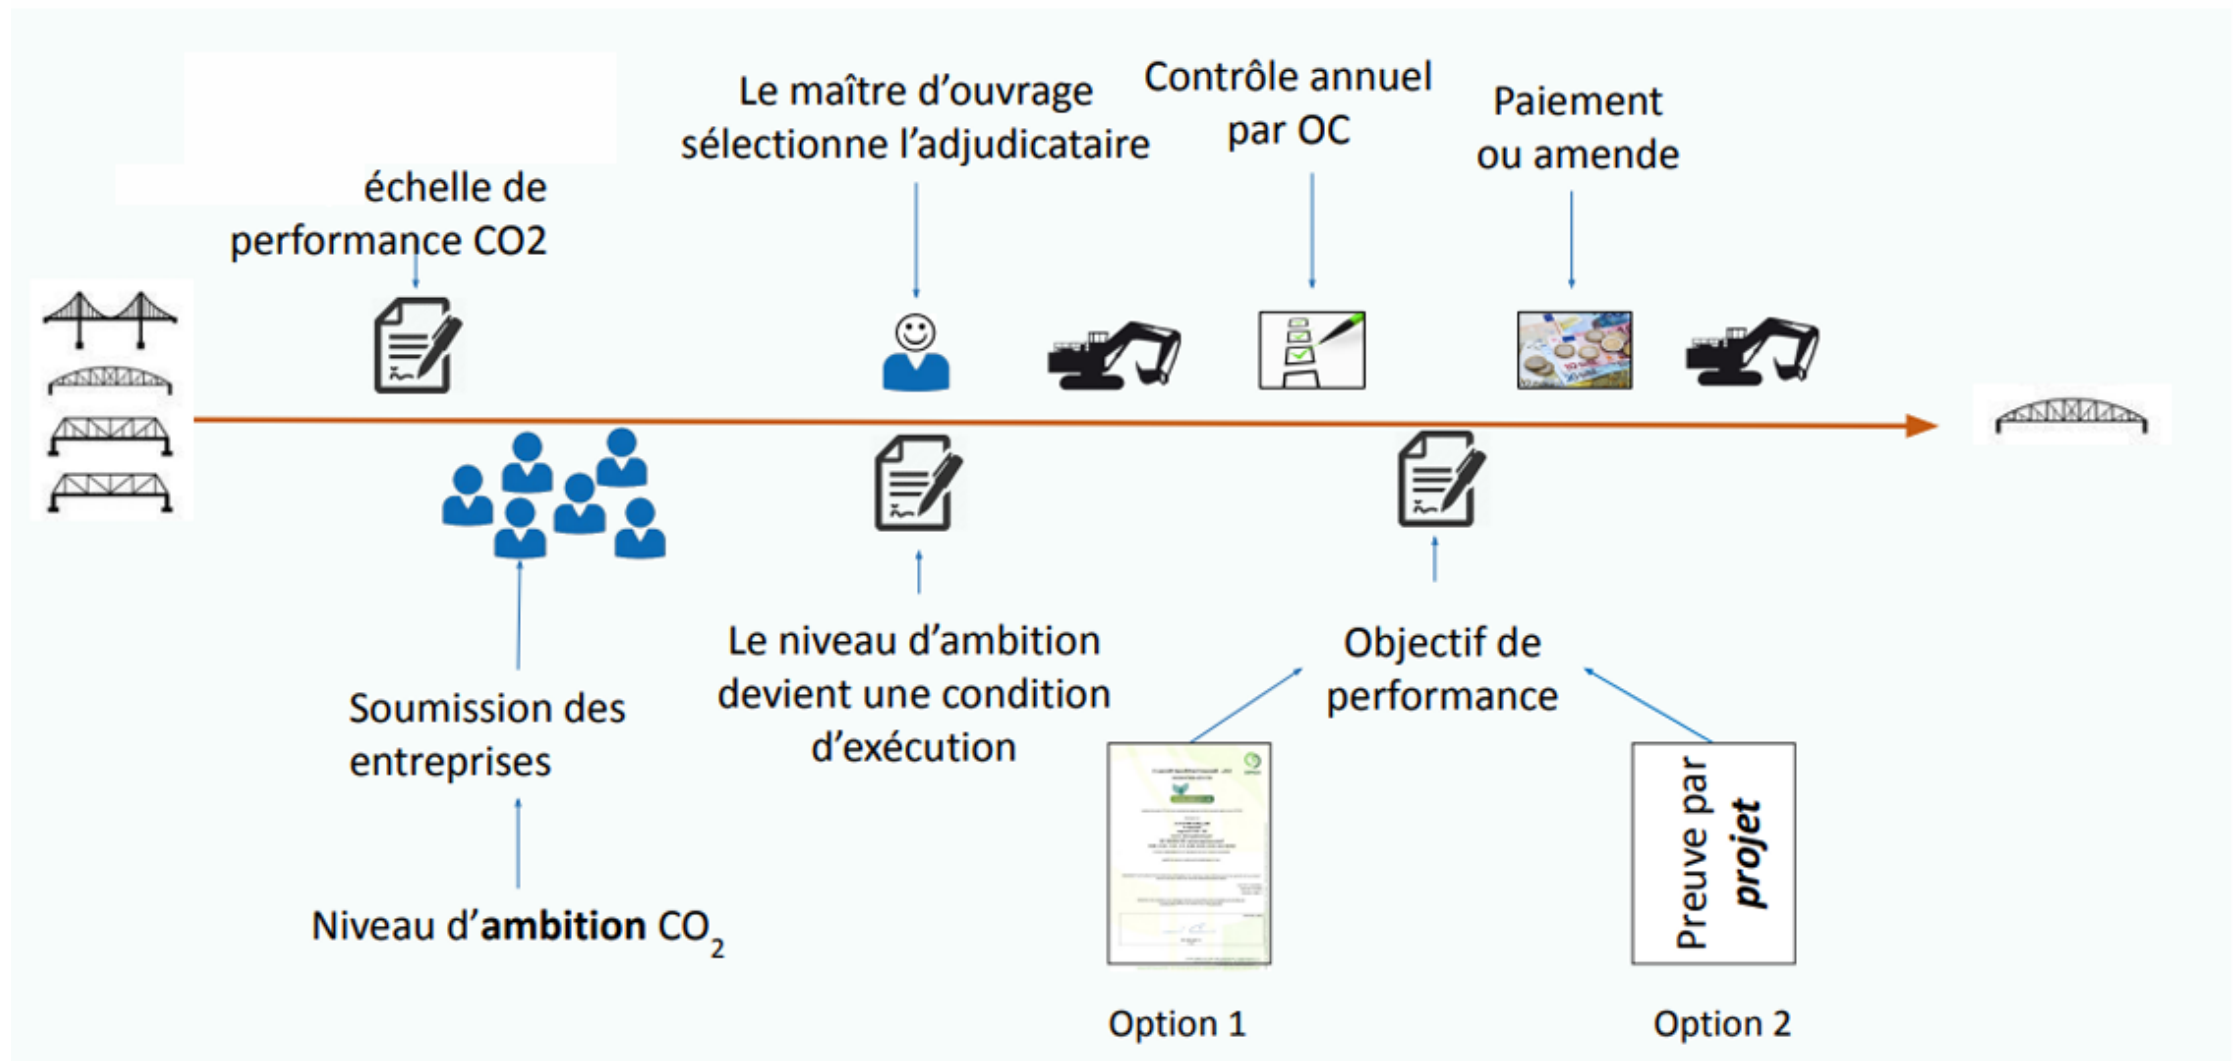 échelle de
performance CO2
Le maître d’ouvrage
sélectionne l’adjudicataire
Contrôle annuel
par OC
Paiement
ou amende
Soumission des
entreprises
Niveau d’ambition CO2
Le niveau d’ambition
devient une condition
d’exécution
Objectif de
performance
Preuve par
projet
Option 1
Option 2